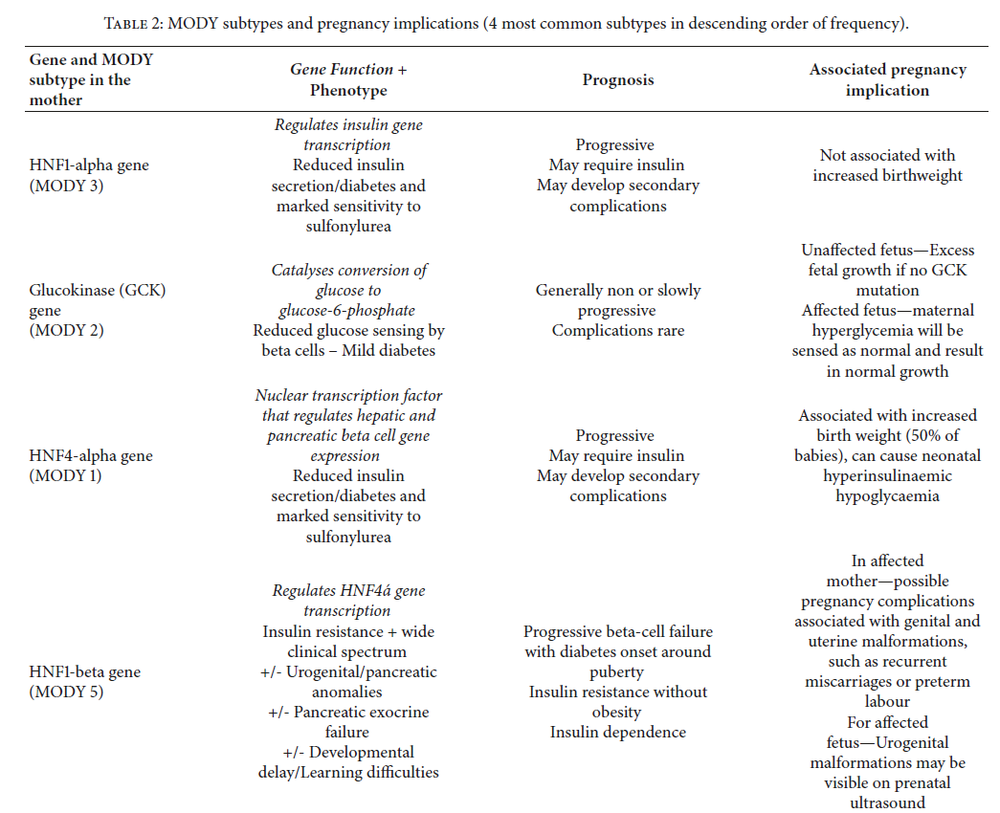 TABLE 2: MODY subtypes and pregnancy implications (4 most common subtypes in descending order of frequency).
Gene and MODY
subtype in the
mother
Gene Function +
Phenotype
Prognosis
Associated pregnancy
implication
HNF1-alpha gene
(MODY 3)
Regulates insulin gene
transcription
Reduced insulin
secretion/diabetes and
marked sensitivity to
sulfonylurea
Progressive
May require insulin
May develop secondary
complications
Not associated with
increased birthweight
Glucokinase (GCK)
gene
(MODY 2)
Catalyses conversion of
glucose to
glucose-6-phosphate
Reduced glucose sensing by
beta cells – Mild diabetes
Generally non or slowly
progressive
Complications rare
Unaffected fetus—Excess
fetal growth if no GCK
mutation
Affected fetus—maternal
hyperglycemia will be
sensed as normal and result
in normal growth
HNF4-alpha gene
(MODY 1)
Nuclear transcription factor
that regulates hepatic and
pancreatic beta cell gene
expression
Reduced insulin
secretion/diabetes and
marked sensitivity to
sulfonylurea
Progressive
May require insulin
May develop secondary
complications
Associated with increased
birth weight (50% of
babies), can cause neonatal
hyperinsulinaemic
hypoglycaemia
HNF1-beta gene
(MODY 5)
Regulates HNF4á gene
transcription
Insulin resistance + wide
clinical spectrum
+/- Urogenital/pancreatic
anomalies
+/- Pancreatic exocrine
failure
+/- Developmental
delay/Learning difficulties
Progressive beta-cell failure
with diabetes onset around
puberty
Insulin resistance without
obesity
Insulin dependence
In affected
mother—possible
pregnancy complications
associated with genital and
uterine malformations,
such as recurrent
miscarriages or preterm
labour
For affected
fetus—Urogenital
malformations may be
visible on prenatal
ultrasound